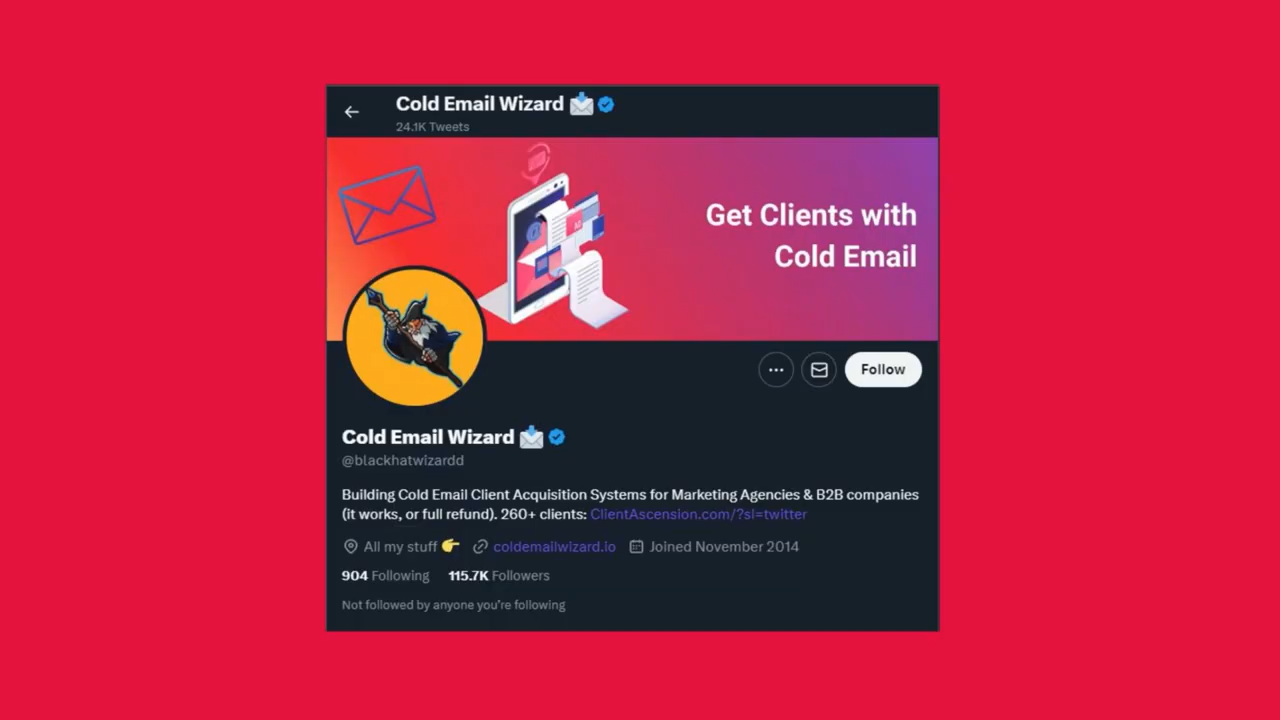 Cold Email Wizard 📩
24.1K Tweets
Get Clients with
Cold Email
Follow
Cold Email Wizard 📩
@blackhatwizardd
Building Cold Email Client Acquisition Systems for Marketing Agencies & B2B companies
(it works, or full refund). 260+ clients: ClientAscension.com/?sl=twitter
All my stuff 👉 coldemailwizard.io Joined November 2014
904 Following 115.7K Followers
Not followed by anyone you're following